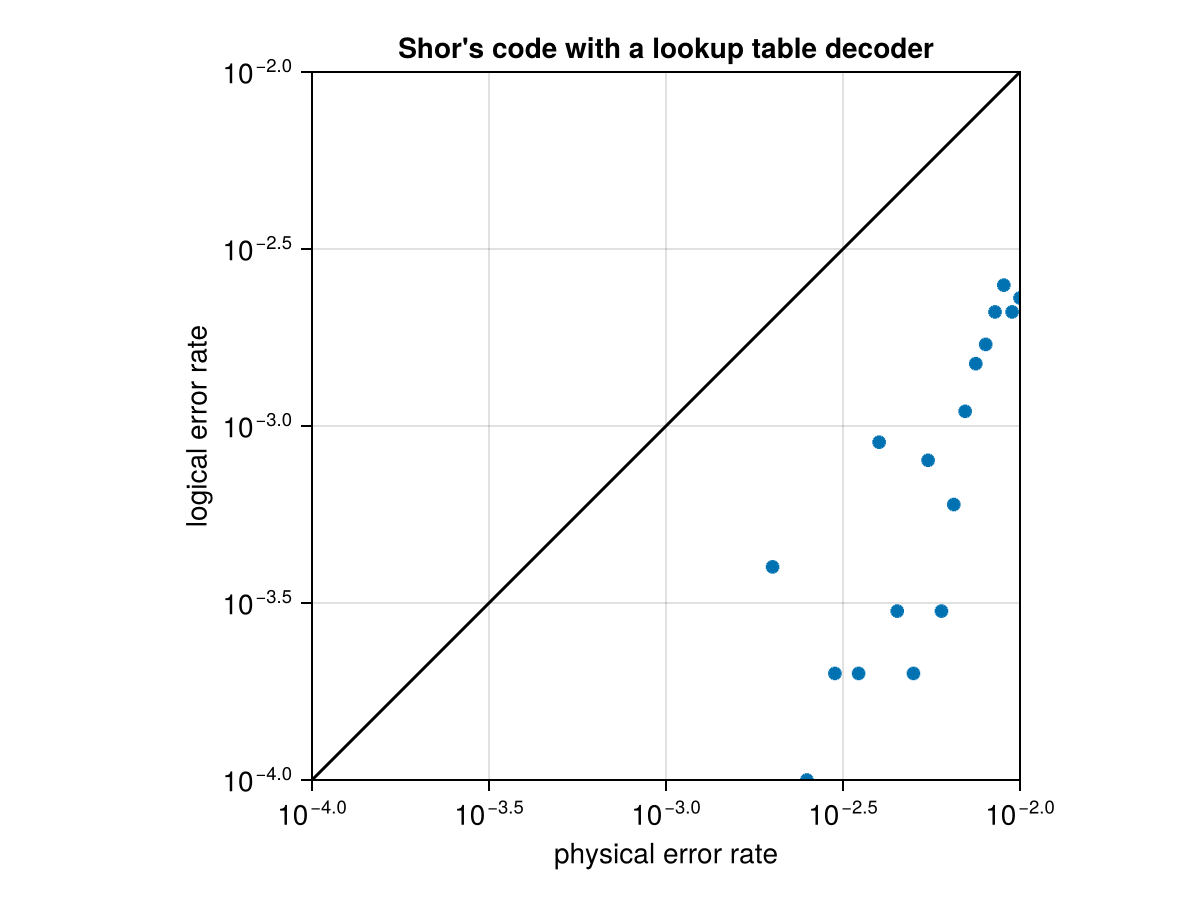 Shor's code with a lookup table decoder
10⁻²·⁰
10⁻²·⁵
10⁻³·⁰
10⁻³·⁵
10⁻⁴·⁰
logical error rate
10⁻⁴·⁰ 10⁻³·⁵ 10⁻³·⁰ 10⁻²·⁵ 10⁻²·⁰
physical error rate